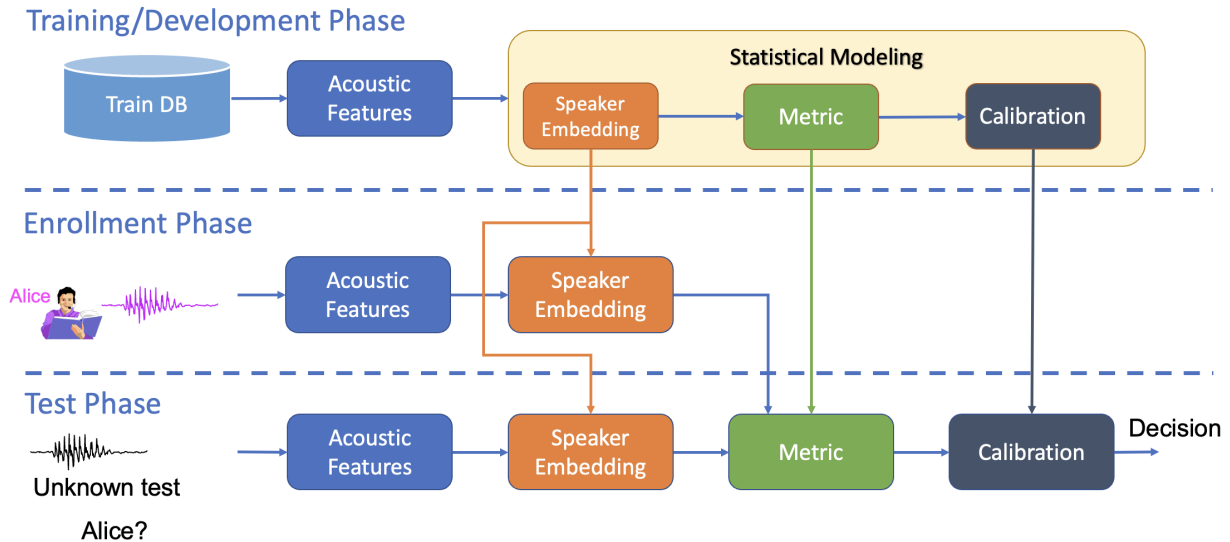 Training/Development Phase
Train DB
Acoustic
Features
Statistical Modeling
Speaker
Embedding
Metric
Calibration
Enrollment Phase
Alice
Acoustic
Features
Speaker
Embedding
Test Phase
Unknown test
Alice?
Acoustic
Features
Speaker
Embedding
Metric
Calibration
Decision